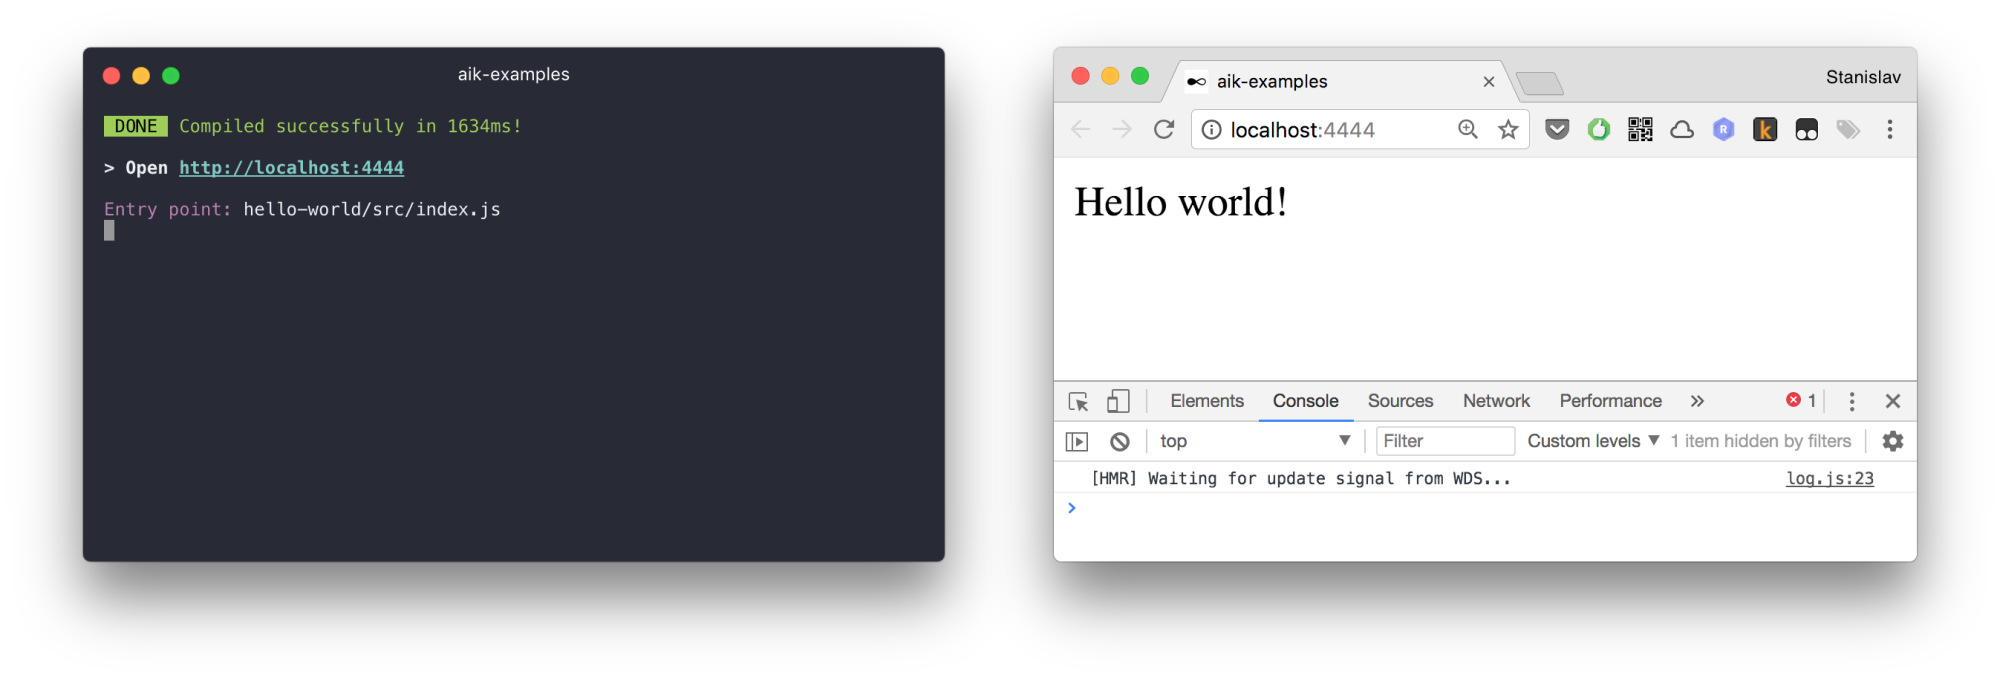 aik-examples
DONE Compiled successfully in 1634ms!
> Open http://localhost:4444
Entry point: hello-world/src/index.js
aik-examples
Stanislav
localhost:4444
R
k
Hello world!
Elements Console Sources Network Performance » 1
top Filter Custom levels 1 item hidden by filters
[HMR] Waiting for update signal from WDS... log.js:23
>